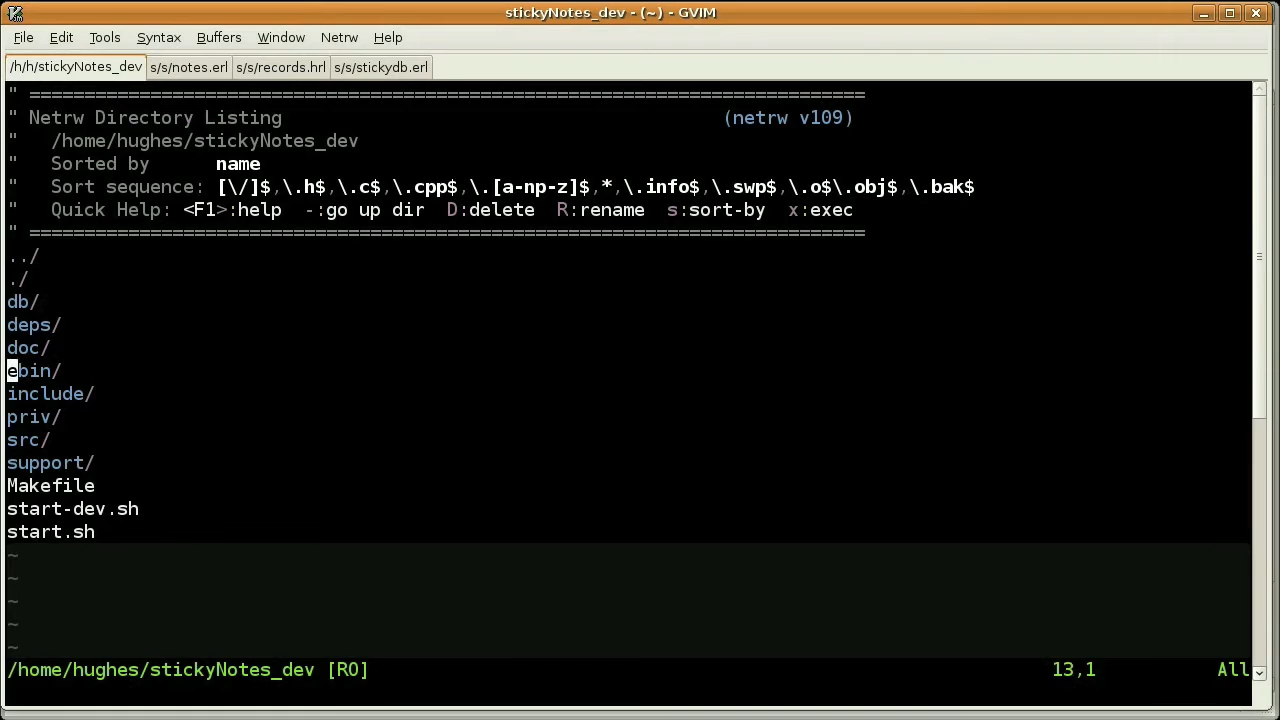 stickyNotes_dev - (~) - GVIM
File Edit Tools Syntax Buffers Window Netrw Help
/h/h/stickyNotes_dev s/s/notes.erl s/s/records.hrl s/s/stickydb.erl
" ============================================================================
" Netrw Directory Listing (netrw v109)
" /home/hughes/stickyNotes_dev
" Sorted by name
" Sort sequence: [\/]$,\.h$,\.c$,\.cpp$,\.[a-np-z]$,*,\.info$,\.swp$,\.o$\.obj$,\.bak$
" Quick Help: <F1>:help -:go up dir D:delete R:rename s:sort-by x:exec
" ============================================================================
../
./
db/
deps/
doc/
ebin/
include/
priv/
src/
support/
Makefile
start-dev.sh
start.sh
~
~
~
~
~
/home/hughes/stickyNotes_dev [RO] 13,1 All